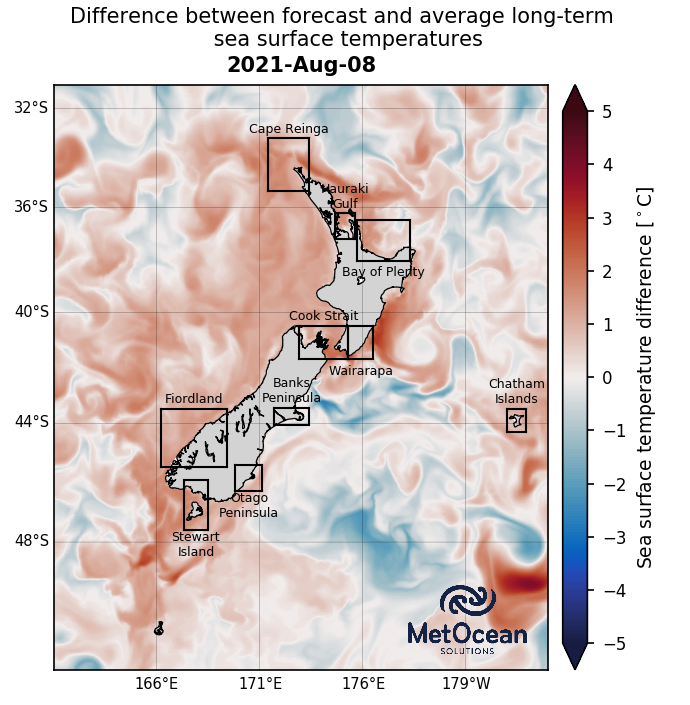 Difference between forecast and average long-term
sea surface temperatures
2021-Aug-08
32°S
36°S
40°S
44°S
48°S
166°E
171°E
176°E
179°W
Cape Reinga
Hauraki
Gulf
Bay of Plenty
Cook Strait
Wairarapa
Banks
Peninsula
Fiordland
Chatham
Islands
Otago
Peninsula
Stewart
Island
MetOcean
SOLUTIONS
5
4
3
2
1
0
−1
−2
−3
−4
−5
Sea surface temperature difference [°C]